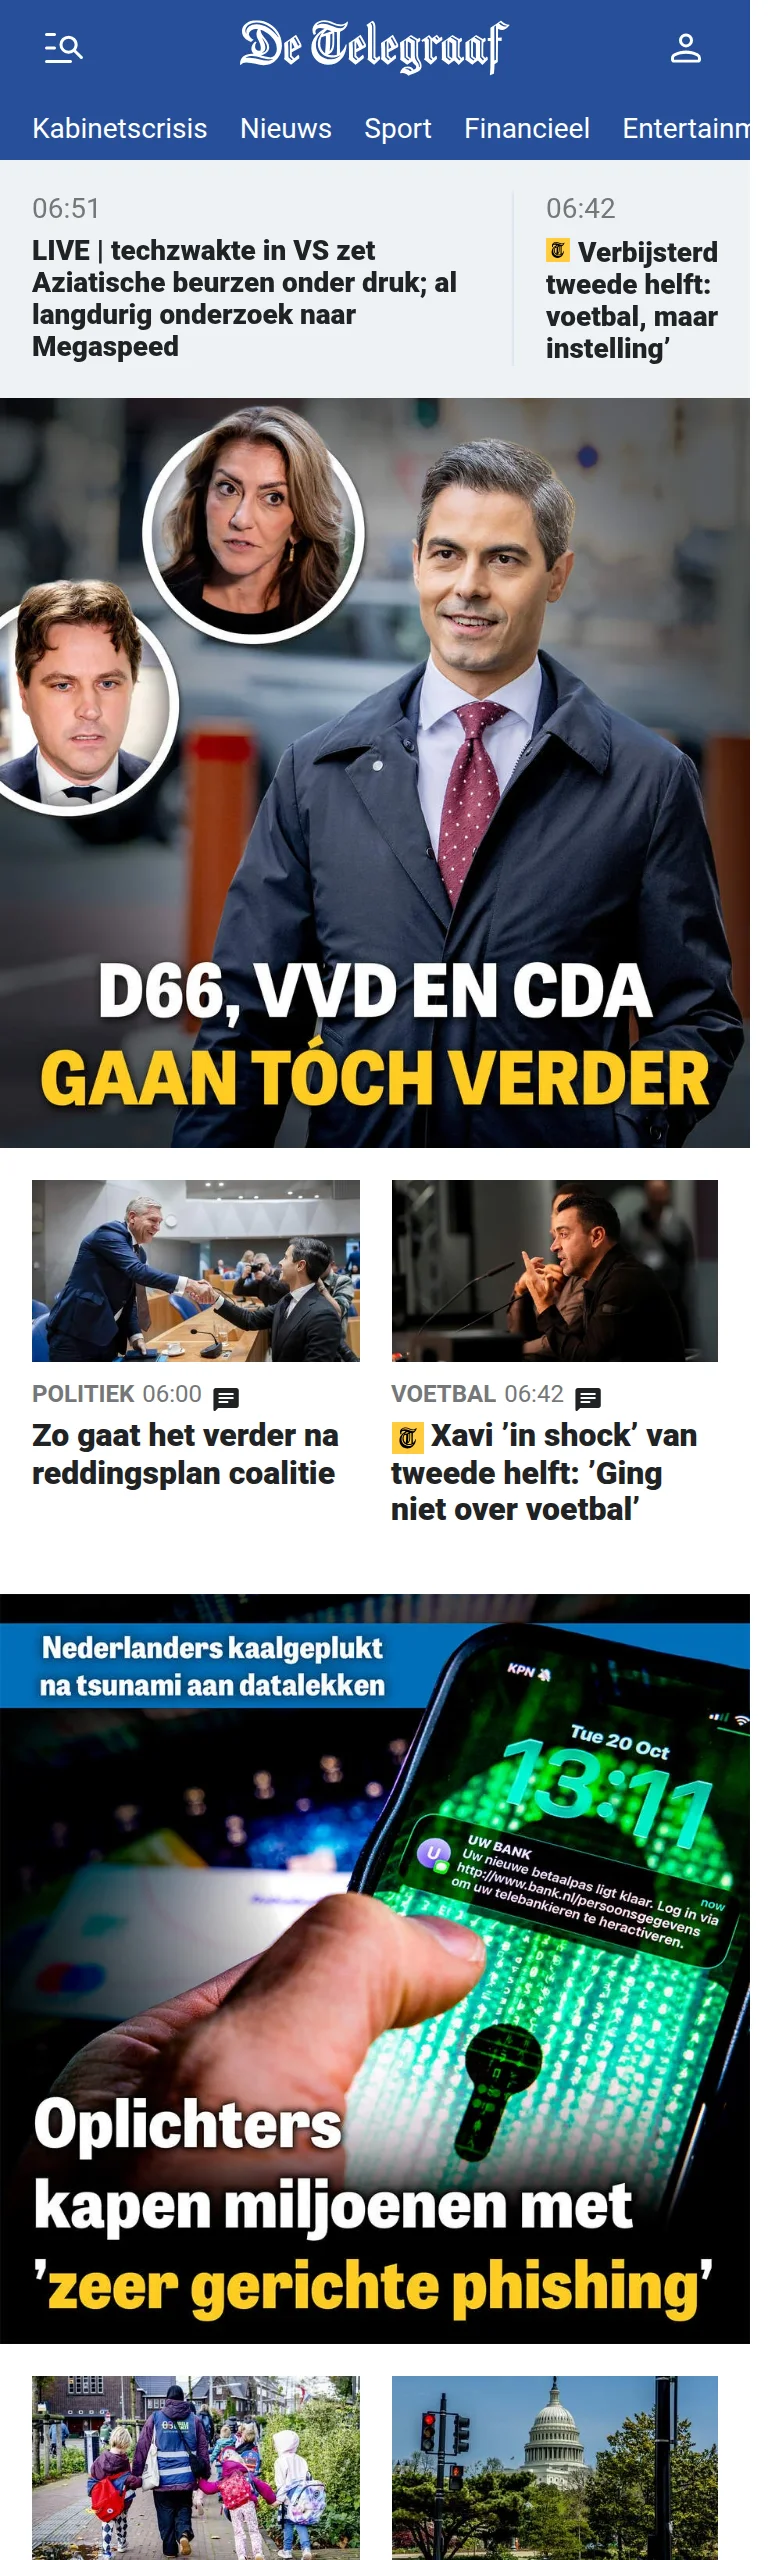 De Telegraaf
Kabinetscrisis Nieuws Sport Financieel Entertainm
06:51
LIVE | techzwakte in VS zet
Aziatische beurzen onder druk; al
langdurig onderzoek naar
Megaspeed
06:42
Verbijsterd
tweede helft:
voetbal, maar
instelling’
D66, VVD EN CDA
GAAN TÓCH VERDER
POLITIEK 06:00
Zo gaat het verder na
reddingsplan coalitie
VOETBAL 06:42
Xavi ’in shock’ van
tweede helft: ’Ging
niet over voetbal’
Nederlanders kaalgeplukt
na tsunami aan datalekken
KPN
Tue 20 Oct
13:11
UW BANK
now
Uw nieuwe betaalpas ligt klaar. Log in via
http://www.bank.nl/persoonsgegevens
om uw telebankieren te heractiveren.
Oplichters
kapen miljoenen met
’zeer gerichte phishing’